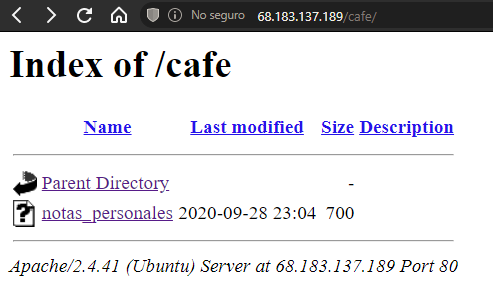 No seguro 68.183.137.189/cafe/
Index of /cafe
Name Last modified Size Description
Parent Directory -
notas_personales 2020-09-28 23:04 700
Apache/2.4.41 (Ubuntu) Server at 68.183.137.189 Port 80